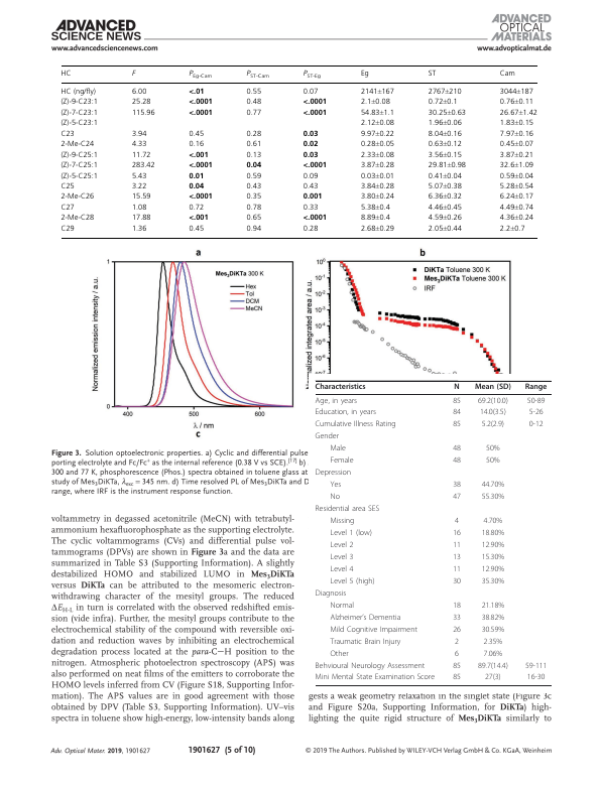 ADVANCED
SCIENCE NEWS
www.advancedsciencenews.com
ADVANCED
OPTICAL
MATERIALS
www.advopticalmat.de
HC F P Eg-Cam P ST-Cam P ST-Eg Eg ST Cam
HC (ng/fly) 6.00 <.01 0.55 0.07 2141±167 2767±210 3044±187
(Z)-9-C23:1 25.28 <.0001 0.48 <.0001 2.1±0.08 0.72±0.1 0.76±0.11
(Z)-7-C23:1 115.96 <.0001 0.77 <.0001 54.83±1.1 30.25±0.63 26.67±1.42
(Z)-5-C23:1 2.12±0.08 1.96±0.06 1.83±0.15
C23 3.94 0.45 0.28 0.03 9.97±0.22 8.04±0.16 7.97±0.16
2-Me-C24 4.33 0.16 0.61 0.02 0.28±0.05 0.63±0.12 0.45±0.07
(Z)-9-C25:1 11.72 <.001 0.13 0.03 2.33±0.08 3.56±0.15 3.87±0.21
(Z)-7-C25:1 283.42 <.0001 0.04 <.0001 3.87±0.28 29.81±0.98 32.6±1.09
(Z)-5-C25:1 5.43 0.01 0.59 0.09 0.03±0.01 0.41±0.04 0.59±0.04
C25 3.22 0.04 0.43 0.43 3.84±0.28 5.07±0.38 5.28±0.54
2-Me-C26 15.59 <.0001 0.35 0.001 3.80±0.24 6.36±0.32 6.24±0.17
C27 1.08 0.72 0.78 0.33 5.38±0.4 4.46±0.45 4.49±0.74
2-Me-C28 17.88 <.001 0.65 <.0001 8.89±0.4 4.59±0.26 4.36±0.24
C29 1.36 0.45 0.94 0.28 2.68±0.29 2.05±0.44 2.2±0.7
a
Normalized emission intensity / a.u.
1
0
Mes3DiKTa 300 K
Hex
Tol
DCM
MeCN
400 500 600
λ / nm
c
b
normalized integrated area / a.u.
10^0
10^-1
10^-2
10^-3
10^-4
10^-5
10^-6
DiKTa Toluene 300 K
Mes3DiKTa Toluene 300 K
IRF
Figure 3. Solution optoelectronic properties. a) Cyclic and differential pulse
porting electrolyte and Fc/Fc+ as the internal reference (0.38 V vs SCE).[17] b)
300 and 77 K, phosphorescence (Phos.) spectra obtained in toluene glass at
study of Mes3DiKTa, λexc = 345 nm. d) Time resolved PL of Mes3DiKTa and D
range, where IRF is the instrument response function.
Characteristics N Mean (SD) Range
Age, in years 85 69.2(10.0) 50-89
Education, in years 84 14.0(3.5) 5-26
Cumulative Illness Rating 85 5.2(2.9) 0-12
Gender
Male 48 50%
Female 48 50%
Depression
Yes 38 44.70%
No 47 55.30%
Residential area SES
Missing 4 4.70%
Level 1 (low) 16 18.80%
Level 2 11 12.90%
Level 3 13 15.30%
Level 4 11 12.90%
Level 5 (high) 30 35.30%
Diagnosis
Normal 18 21.18%
Alzheimer's Dementia 33 38.82%
Mild Cognitive Impairment 26 30.59%
Traumatic Brain Injury 2 2.35%
Other 6 7.06%
Behvioural Neurology Assessment 85 89.7(14.4) 59-111
Mini Mental State Examination Score 85 27(3) 16-30
voltammetry in degassed acetonitrile (MeCN) with tetrabutyl-
ammonium hexafluorophosphate as the supporting electrolyte.
The cyclic voltammograms (CVs) and differential pulse vol-
tammograms (DPVs) are shown in Figure 3a and the data are
summarized in Table S3 (Supporting Information). A slightly
destabilized HOMO and stabilized LUMO in Mes3DiKTa
versus DiKTa can be attributed to the mesomeric electron-
withdrawing character of the mesityl groups. The reduced
ΔEH-L in turn is correlated with the observed redshifted emis-
sion (vide infra). Further, the mesityl groups contribute to the
electrochemical stability of the compound with reversible oxi-
dation and reduction waves by inhibiting an electrochemical
degradation process located at the para-C−H position to the
nitrogen. Atmospheric photoelectron spectroscopy (APS) was
also performed on neat films of the emitters to corroborate the
HOMO levels inferred from CV (Figure S18, Supporting Infor-
mation). The APS values are in good agreement with those
obtained by DPV (Table S3, Supporting Information). UV–vis
spectra in toluene show high-energy, low-intensity bands along
gests a weak geometry relaxation in the singlet state (Figure 3c
and Figure S20a, Supporting Information, for DiKTa) high-
lighting the quite rigid structure of Mes3DiKTa similarly to
Adv. Optical Mater. 2019, 1901627
1901627 (5 of 10)
© 2019 The Authors. Published by WILEY-VCH Verlag GmbH & Co. KGaA, Weinheim